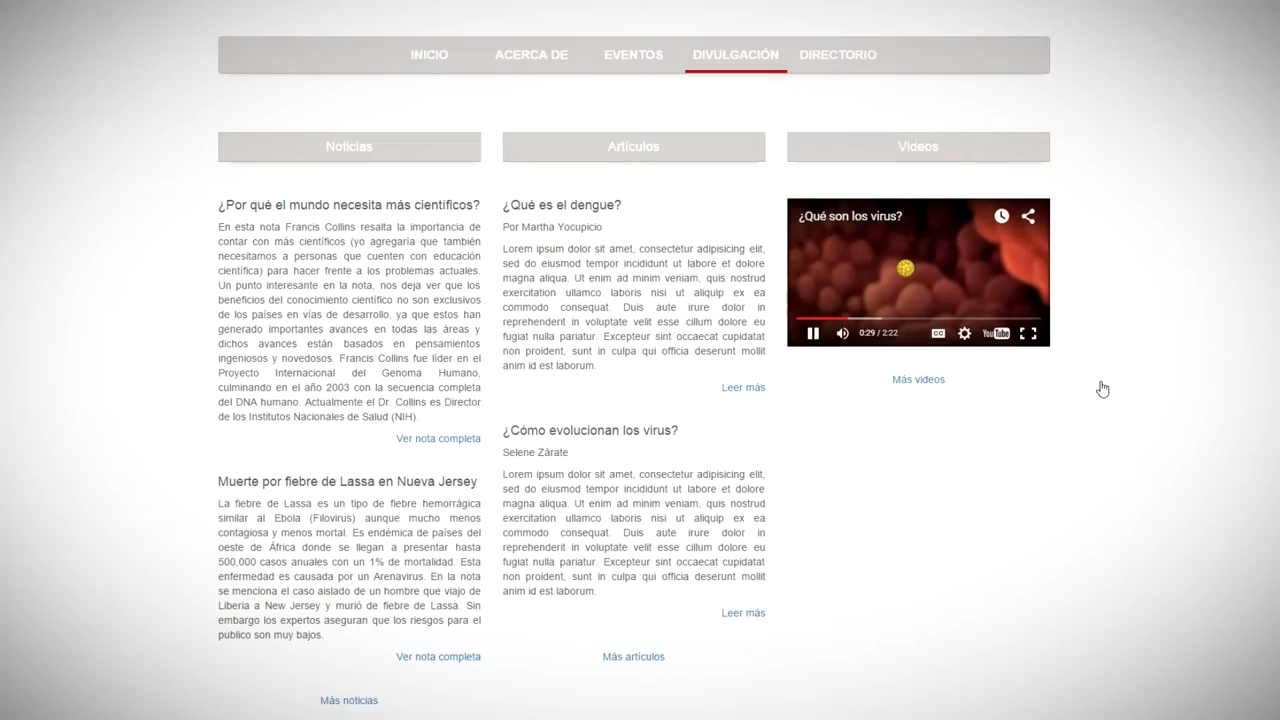 INICIO ACERCA DE EVENTOS DIVULGACIÓN DIRECTORIO
Noticias
¿Por qué el mundo necesita más científicos?
En esta nota Francis Collins resalta la importancia de
contar con más científicos (yo agregaría que también
necesitamos a personas que cuenten con educación
científica) para hacer frente a los problemas actuales.
Un punto interesante en la nota, nos deja ver que los
beneficios del conocimiento científico no son exclusivos
de los países en vías de desarrollo, ya que estos han
generado importantes avances en todas las áreas y
dichos avances están basados en pensamientos
ingeniosos y novedosos. Francis Collins fue líder en el
Proyecto Internacional del Genoma Humano,
culminando en el año 2003 con la secuencia completa
del DNA humano. Actualmente el Dr. Collins es Director
de los Institutos Nacionales de Salud (NIH).
Ver nota completa
Muerte por fiebre de Lassa en Nueva Jersey
La fiebre de Lassa es un tipo de fiebre hemorrágica
similar al Ebola (Filovirus) aunque mucho menos
contagiosa y menos mortal. Es endémica de países del
oeste de África donde se llegan a presentar hasta
500,000 casos anuales con un 1% de mortalidad. Esta
enfermedad es causada por un Arenavirus. En la nota
se menciona el caso aislado de un hombre que viajo de
Liberia a New Jersey y murió de fiebre de Lassa. Sin
embargo los expertos aseguran que los riesgos para el
publico son muy bajos.
Ver nota completa
Más noticias
Artículos
¿Qué es el dengue?
Por Martha Yocupicio
Lorem ipsum dolor sit amet, consectetur adipisicing elit,
sed do eiusmod tempor incididunt ut labore et dolore
magna aliqua. Ut enim ad minim veniam, quis nostrud
exercitation ullamco laboris nisi ut aliquip ex ea
commodo consequat. Duis aute irure dolor in
reprehenderit in voluptate velit esse cillum dolore eu
fugiat nulla pariatur. Excepteur sint occaecat cupidatat
non proident, sunt in culpa qui officia deserunt mollit
anim id est laborum.
Leer más
¿Cómo evolucionan los virus?
Selene Zárate
Lorem ipsum dolor sit amet, consectetur adipisicing elit,
sed do eiusmod tempor incididunt ut labore et dolore
magna aliqua. Ut enim ad minim veniam, quis nostrud
exercitation ullamco laboris nisi ut aliquip ex ea
commodo consequat. Duis aute irure dolor in
reprehenderit in voluptate velit esse cillum dolore eu
fugiat nulla pariatur. Excepteur sint occaecat cupidatat
non proident, sunt in culpa qui officia deserunt mollit
anim id est laborum.
Leer más
Más artículos
Videos
¿Qué son los virus?
0:29 / 2:22 CC YouTube
Más videos